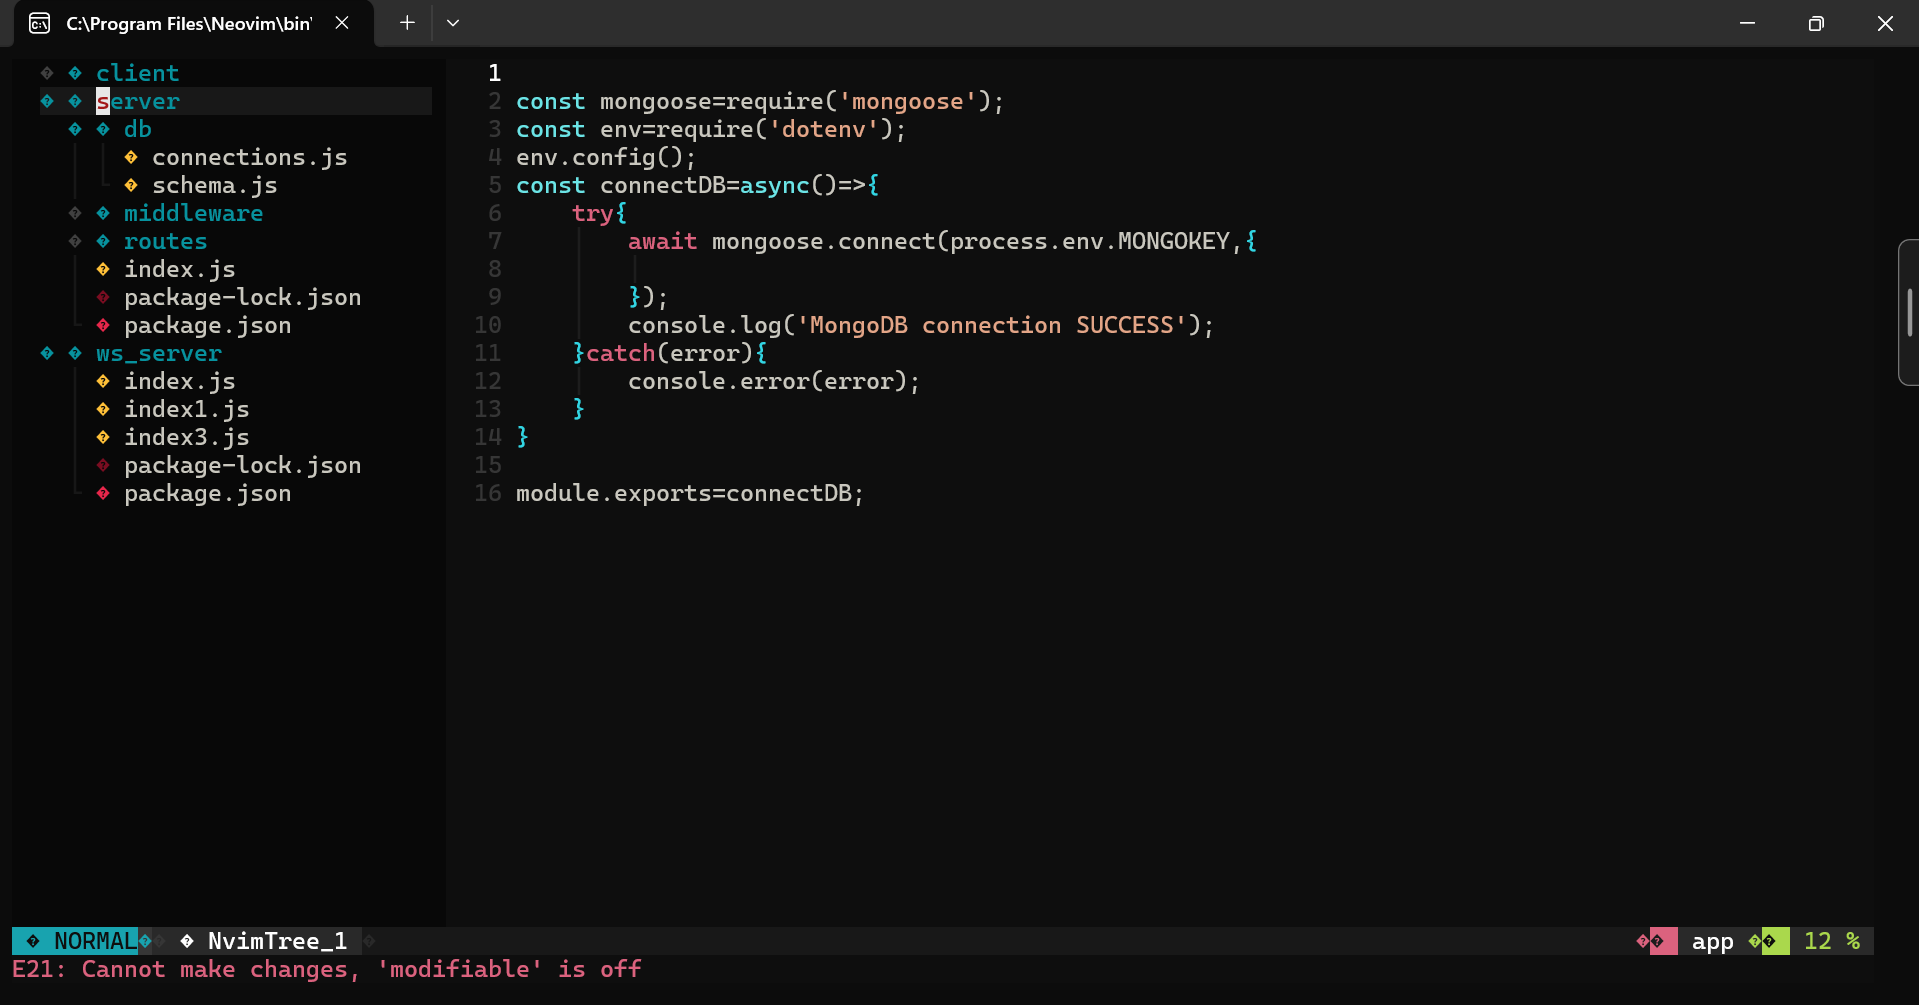 C:\Program Files\Neovim\bin\
client
server
db
connections.js
schema.js
middleware
routes
index.js
package-lock.json
package.json
ws_server
index.js
index1.js
index3.js
package-lock.json
package.json
1
2 const mongoose=require('mongoose');
3 const env=require('dotenv');
4 env.config();
5 const connectDB=async()=>{
6 try{
7 await mongoose.connect(process.env.MONGOKEY,{
8
9 });
10 console.log('MongoDB connection SUCCESS');
11 }catch(error){
12 console.error(error);
13 }
14 }
15
16 module.exports=connectDB;
NORMAL NvimTree_1 app 12 %
E21: Cannot make changes, 'modifiable' is off